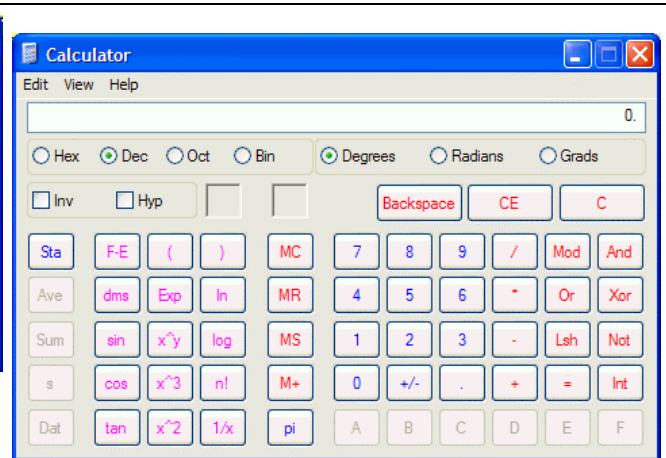 Calculator
Edit View Help
0.
Hex Dec Oct Bin Degrees Radians Grads
Inv Hyp Backspace CE C
Sta F-E ( ) MC 7 8 9 / Mod And
Ave dms Exp ln MR 4 5 6 * Or Xor
Sum sin x^y log MS 1 2 3 - Lsh Not
s cos x^3 n! M+ 0 +/- . + = Int
Dat tan x^2 1/x pi A B C D E F